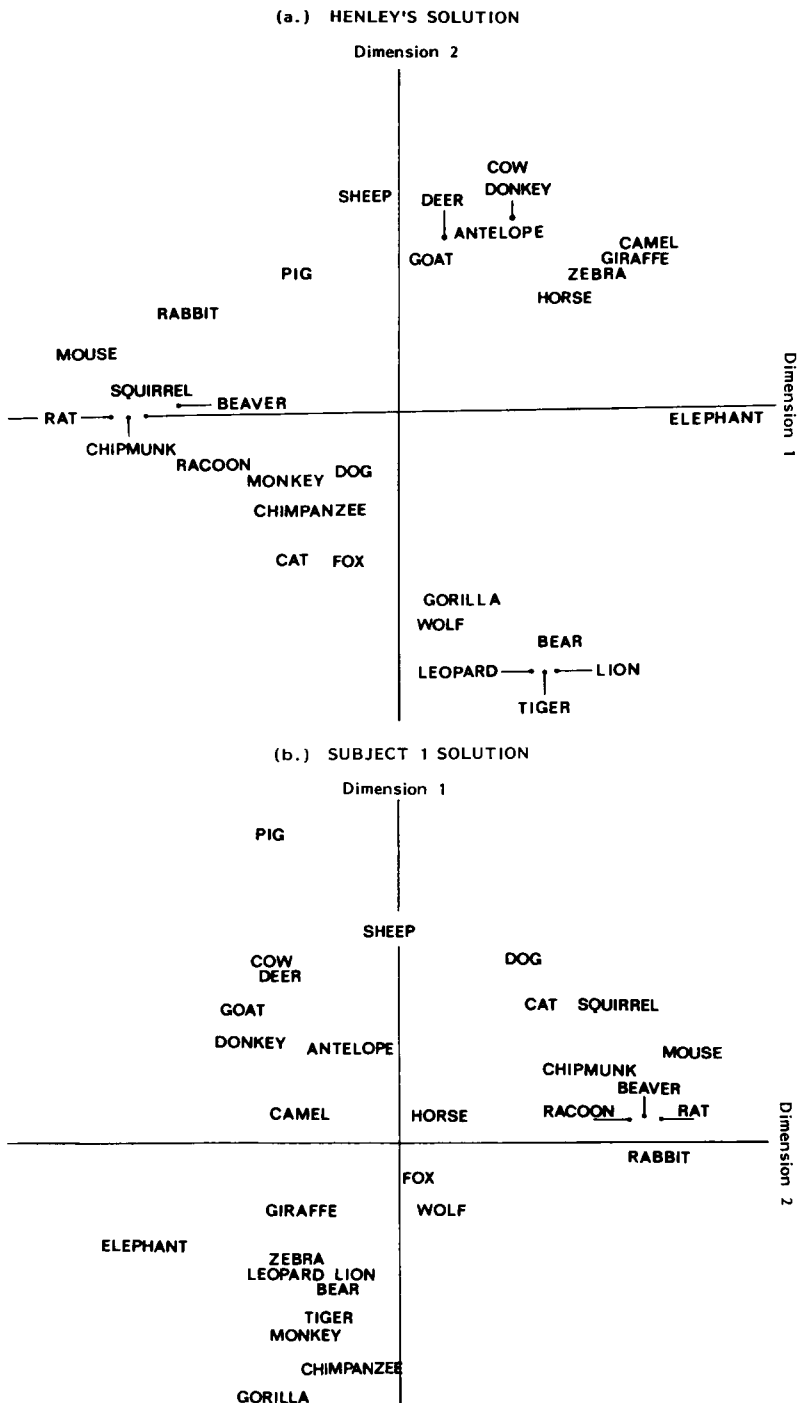 (a.) HENLEY'S SOLUTION
Dimension 2
COW
SHEEP DEER DONKEY
ANTELOPE
CAMEL
GOAT GIRAFFE
PIG ZEBRA
HORSE
RABBIT
MOUSE
SQUIRREL
BEAVER
RAT ELEPHANT
Dimension 1
CHIPMUNK
RACOON DOG
MONKEY
CHIMPANZEE
CAT FOX
GORILLA
WOLF
BEAR
LEOPARD LION
TIGER
(b.) SUBJECT 1 SOLUTION
Dimension 1
PIG
SHEEP
COW DOG
DEER
GOAT CAT SQUIRREL
DONKEY ANTELOPE MOUSE
CHIPMUNK
BEAVER
CAMEL HORSE RACOON RAT
Dimension 2
RABBIT
FOX
GIRAFFE WOLF
ELEPHANT
ZEBRA
LEOPARD LION
BEAR
TIGER
MONKEY
CHIMPANZEE
GORILLA